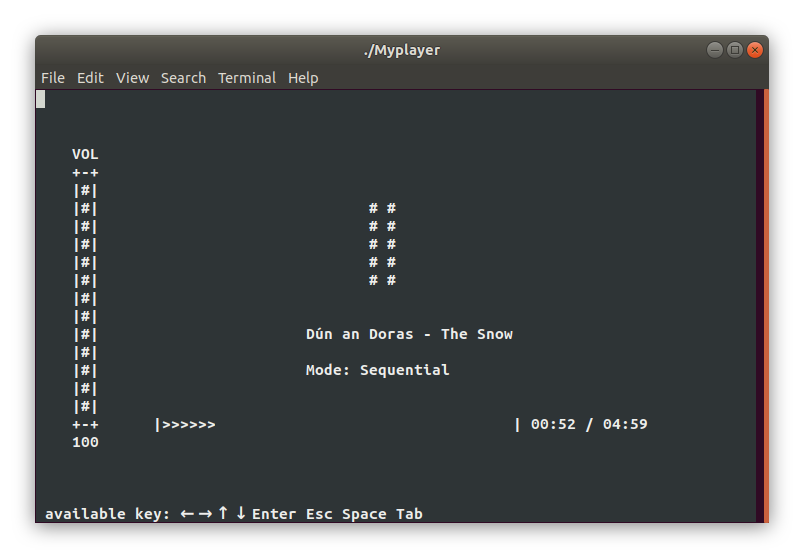 ./Myplayer
File Edit View Search Terminal Help
VOL
+-+
|#|
|#| # #
|#| # #
|#| # #
|#| # #
|#| # #
|#|
|#|
|#| Dún an Doras - The Snow
|#|
|#| Mode: Sequential
|#|
|#|
+-+ |>>>>>> | 00:52 / 04:59
100
available key: ←→↑↓Enter Esc Space Tab